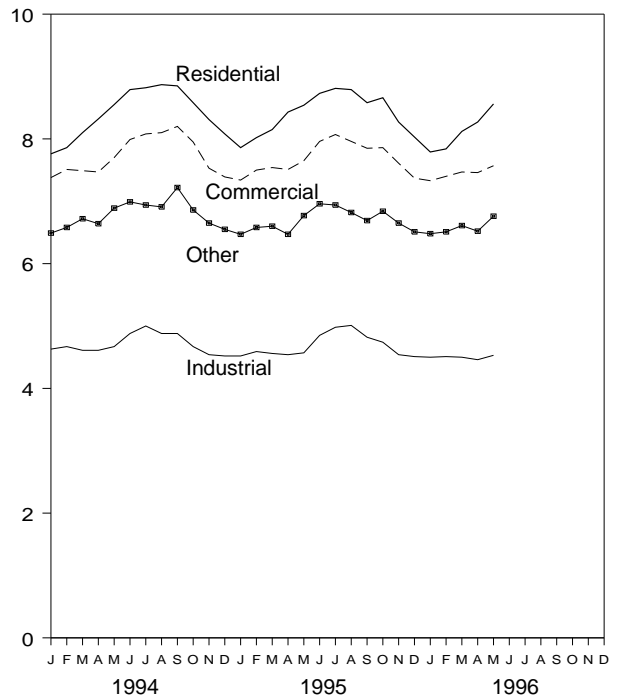 10
Residential
8
Commercial
Other
6
Industrial
4
2
0
J F M A M J J A S O N D J F M A M J J A S O N D J F M A M J J A S O N D
1994 1995 1996